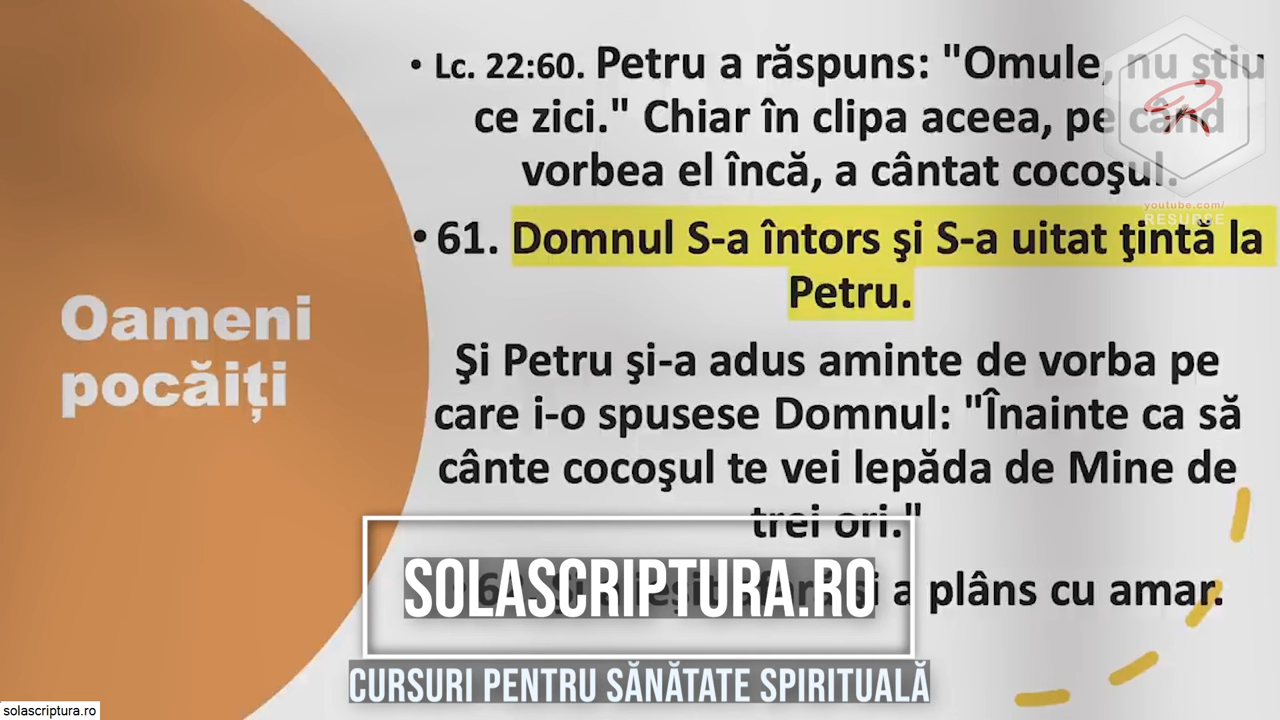 Oameni
pocăiți
• Lc. 22:60. Petru a răspuns: "Omule, nu ştiu
ce zici." Chiar în clipa aceea, pe când
vorbea el încă, a cântat cocoşul.
• 61. Domnul S-a întors şi S-a uitat ţintă la
Petru.
Şi Petru şi-a adus aminte de vorba pe
care i-o spusese Domnul: "Înainte ca să
cânte cocoşul te vei lepăda de Mine de
trei ori."
a plâns cu amar.
SOLASCRIPTURA.RO
CURSURI PENTRU SĂNĂTATE SPIRITUALĂ
youtube.com/
RESURSE
solascriptura.ro